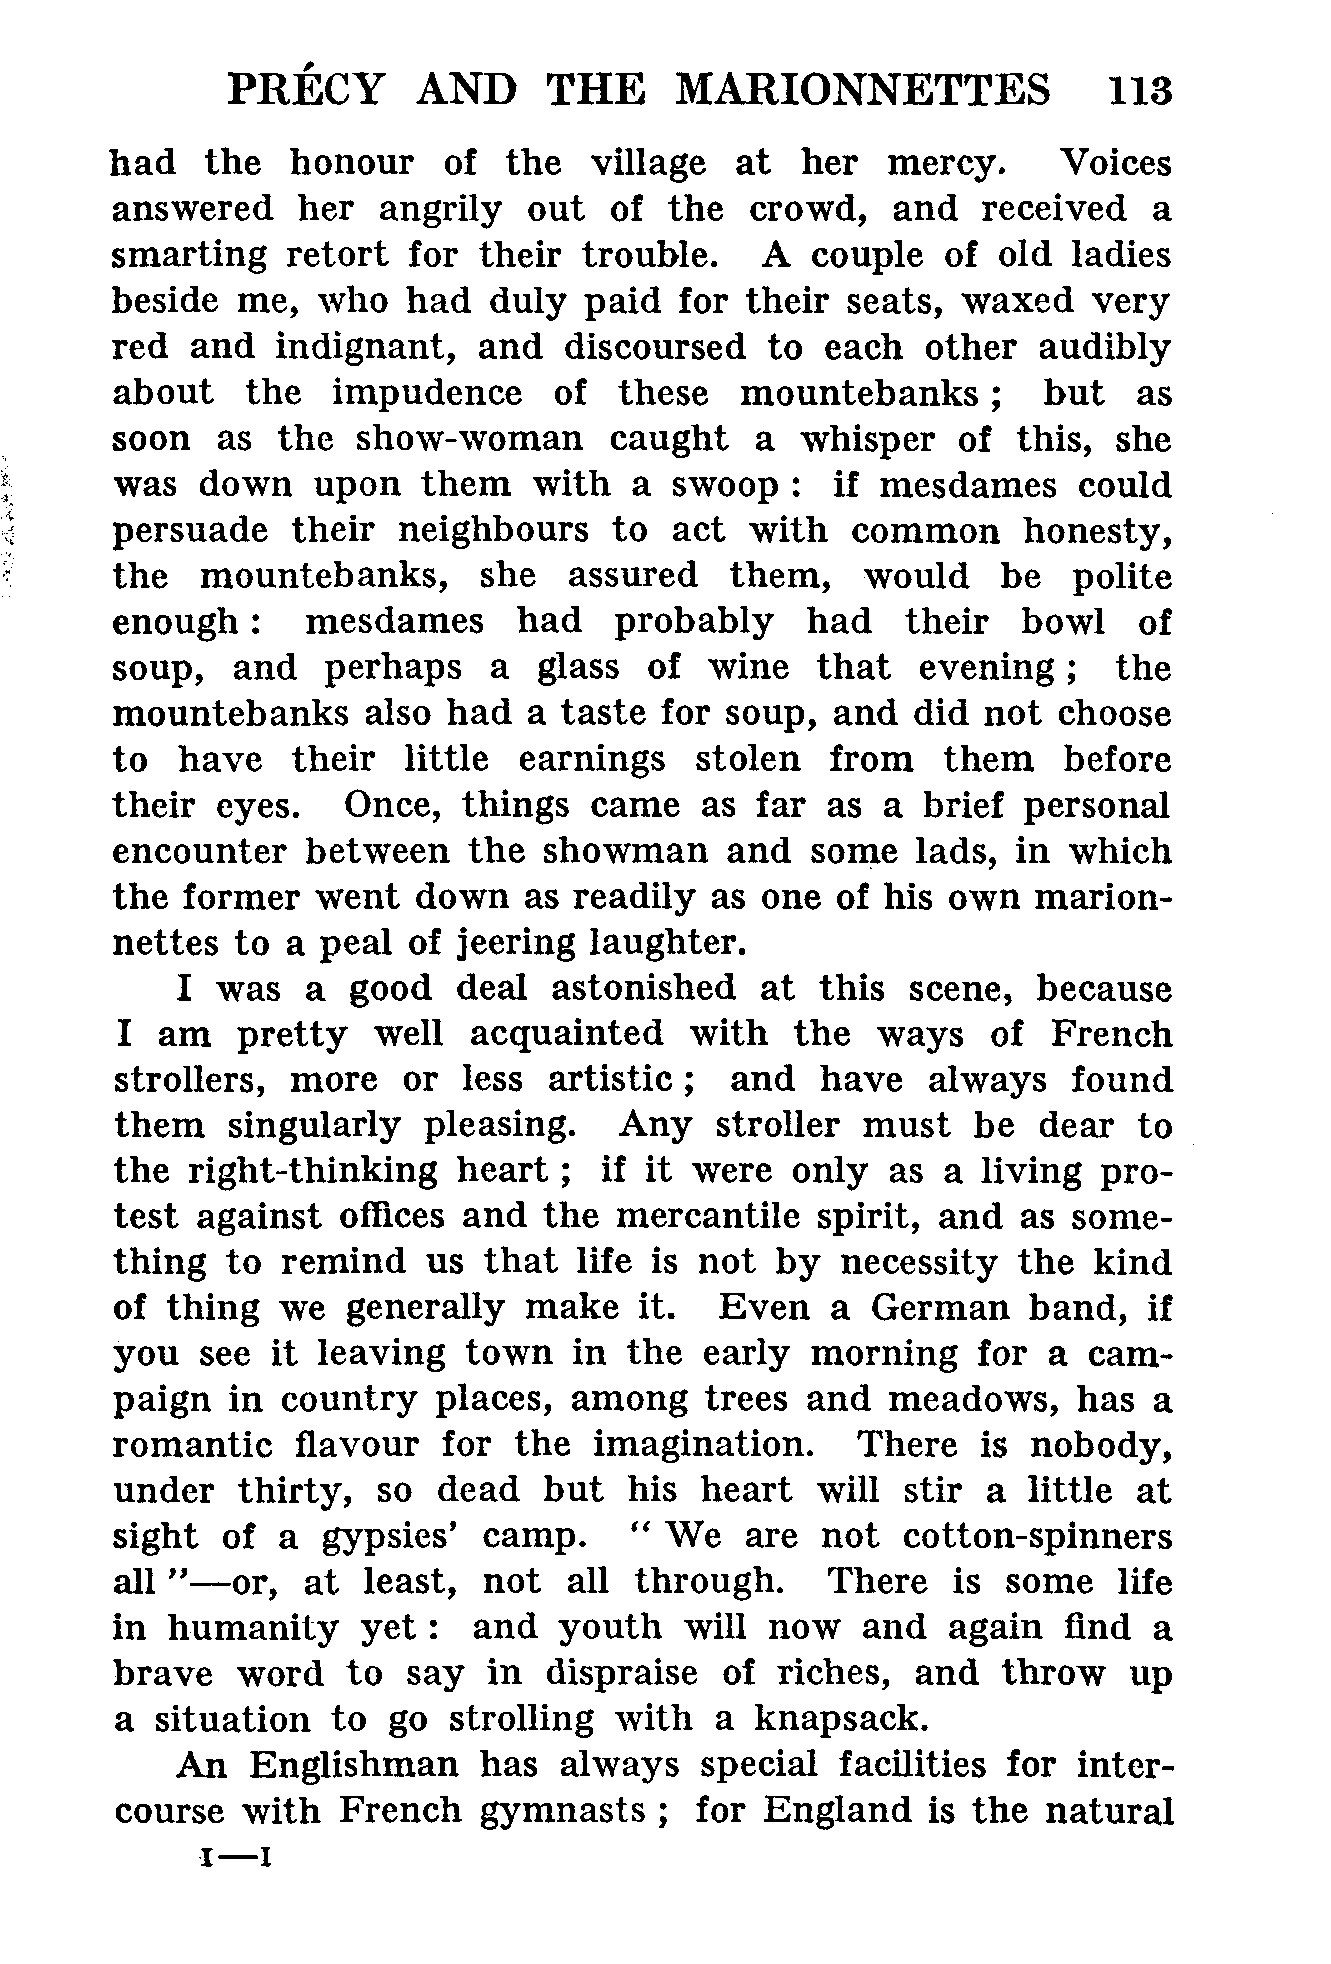 PRÉCY AND THE MARIONNETTES 113
had the honour of the village at her mercy. Voices
answered her angrily out of the crowd, and received a
smarting retort for their trouble. A couple of old ladies
beside me, who had duly paid for their seats, waxed very
red and indignant, and discoursed to each other audibly
about the impudence of these mountebanks ; but as
soon as the show-woman caught a whisper of this, she
was down upon them with a swoop : if mesdames could
persuade their neighbours to act with common honesty,
the mountebanks, she assured them, would be polite
enough : mesdames had probably had their bowl of
soup, and perhaps a glass of wine that evening ; the
mountebanks also had a taste for soup, and did not choose
to have their little earnings stolen from them before
their eyes. Once, things came as far as a brief personal
encounter between the showman and some lads, in which
the former went down as readily as one of his own marion-
nettes to a peal of jeering laughter.
I was a good deal astonished at this scene, because
I am pretty well acquainted with the ways of French
strollers, more or less artistic ; and have always found
them singularly pleasing. Any stroller must be dear to
the right-thinking heart ; if it were only as a living pro-
test against offices and the mercantile spirit, and as some-
thing to remind us that life is not by necessity the kind
of thing we generally make it. Even a German band, if
you see it leaving town in the early morning for a cam-
paign in country places, among trees and meadows, has a
romantic flavour for the imagination. There is nobody,
under thirty, so dead but his heart will stir a little at
sight of a gypsies' camp. “ We are not cotton-spinners
all ”—or, at least, not all through. There is some life
in humanity yet : and youth will now and again find a
brave word to say in dispraise of riches, and throw up
a situation to go strolling with a knapsack.
An Englishman has always special facilities for inter-
course with French gymnasts ; for England is the natural
I—I